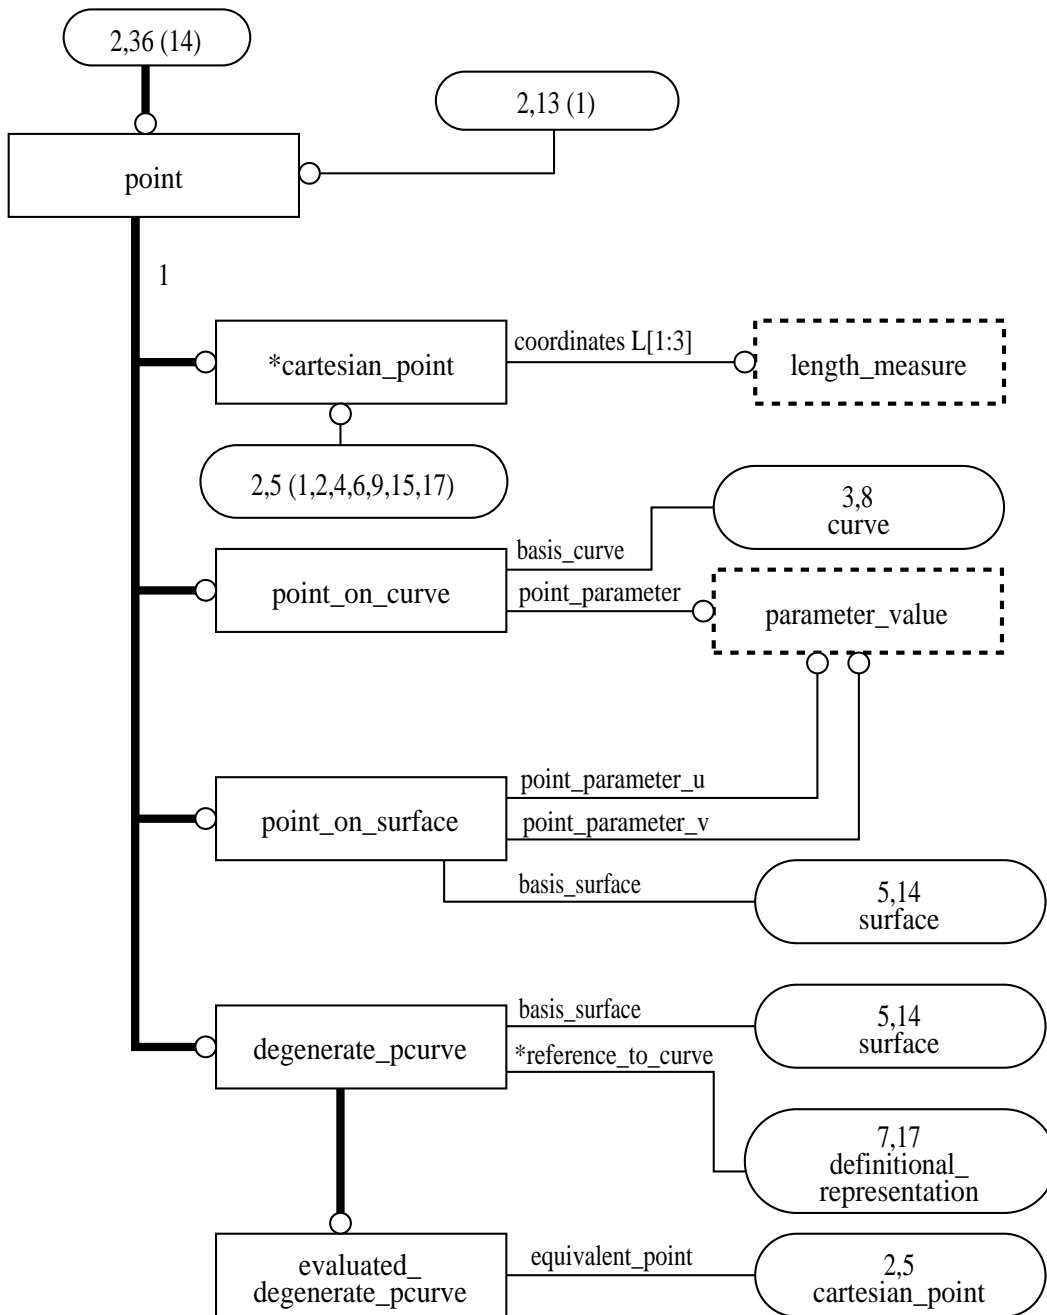 2,36 (14)
2,13 (1)
point
1
coordinates L[1:3]
*cartesian_point
length_measure
2,5 (1,2,4,6,9,15,17)
3,8
curve
basis_curve
point_on_curve
point_parameter
parameter_value
point_parameter_u
point_on_surface
point_parameter_v
basis_surface
5,14
surface
basis_surface
5,14
surface
degenerate_pcurve
*reference_to_curve
7,17
definitional_
representation
evaluated_
degenerate_pcurve
equivalent_point
2,5
cartesian_point